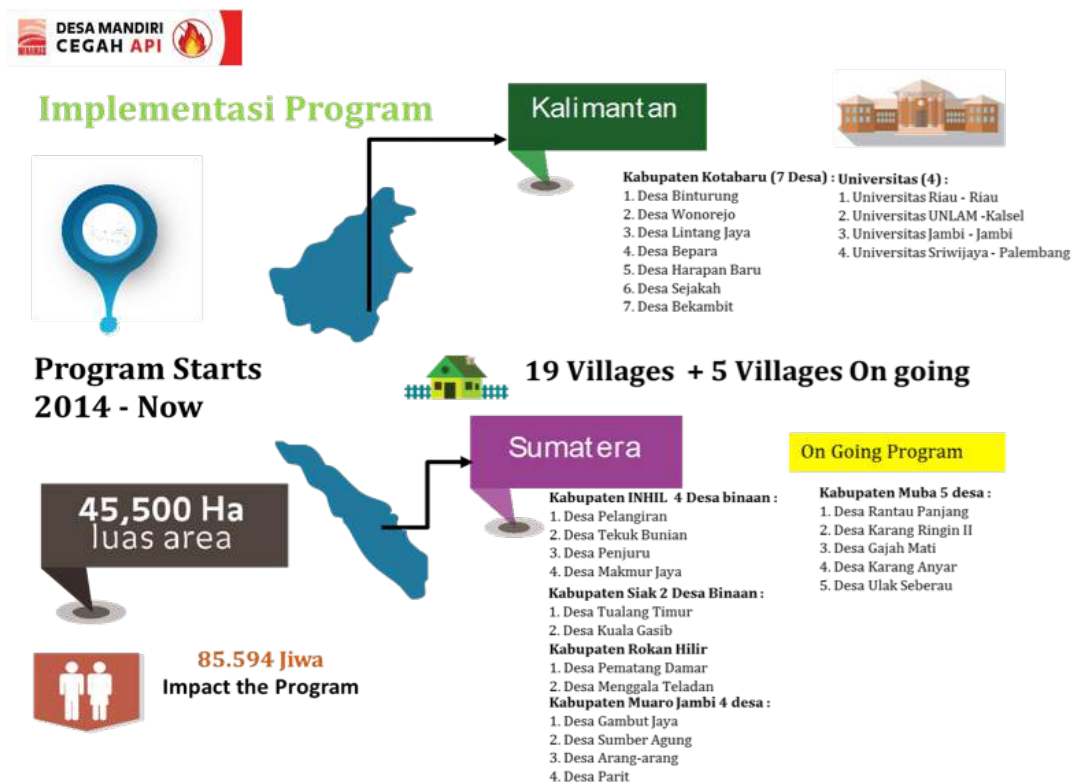 DESA MANDIRI
CEGAH API
MINAMAS
Implementasi Program
Kalimantan
Kabupaten Kotabaru (7 Desa) :
1. Desa Binturung
2. Desa Wonorejo
3. Desa Lintang Jaya
4. Desa Bepara
5. Desa Harapan Baru
6. Desa Sejakah
7. Desa Bekambit
Universitas (4) :
1. Universitas Riau - Riau
2. Universitas UNLAM -Kalsel
3. Universitas Jambi - Jambi
4. Universitas Sriwijaya - Palembang
Program Starts
2014 - Now
19 Villages + 5 Villages On going
45,500 Ha
luas area
85.594 Jiwa
Impact the Program
Sumatera
Kabupaten INHIL 4 Desa binaan :
1. Desa Pelangiran
2. Desa Tekuk Bunian
3. Desa Penjuru
4. Desa Makmur Jaya
Kabupaten Siak 2 Desa Binaan :
1. Desa Tualang Timur
2. Desa Kuala Gasib
Kabupaten Rokan Hilir
1. Desa Pematang Damar
2. Desa Menggala Teladan
Kabupaten Muaro Jambi 4 desa :
1. Desa Gambut Jaya
2. Desa Sumber Agung
3. Desa Arang-arang
4. Desa Parit
On Going Program
Kabupaten Muba 5 desa :
1. Desa Rantau Panjang
2. Desa Karang Ringin II
3. Desa Gajah Mati
4. Desa Karang Anyar
5. Desa Ulak Seberau